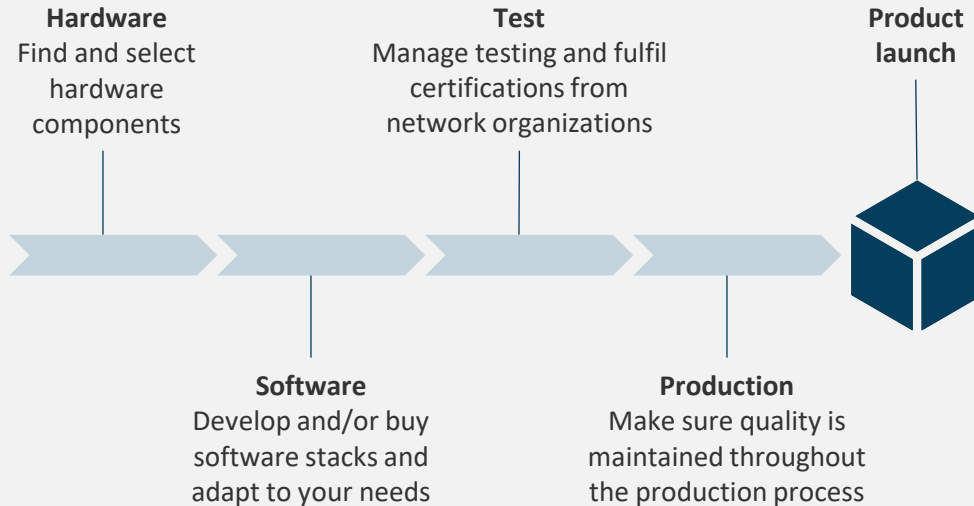 Hardware
Find and select
hardware
components
Test
Manage testing and fulfil
certifications from
network organizations
Product
launch
Software
Develop and/or buy
software stacks and
adapt to your needs
Production
Make sure quality is
maintained throughout
the production process